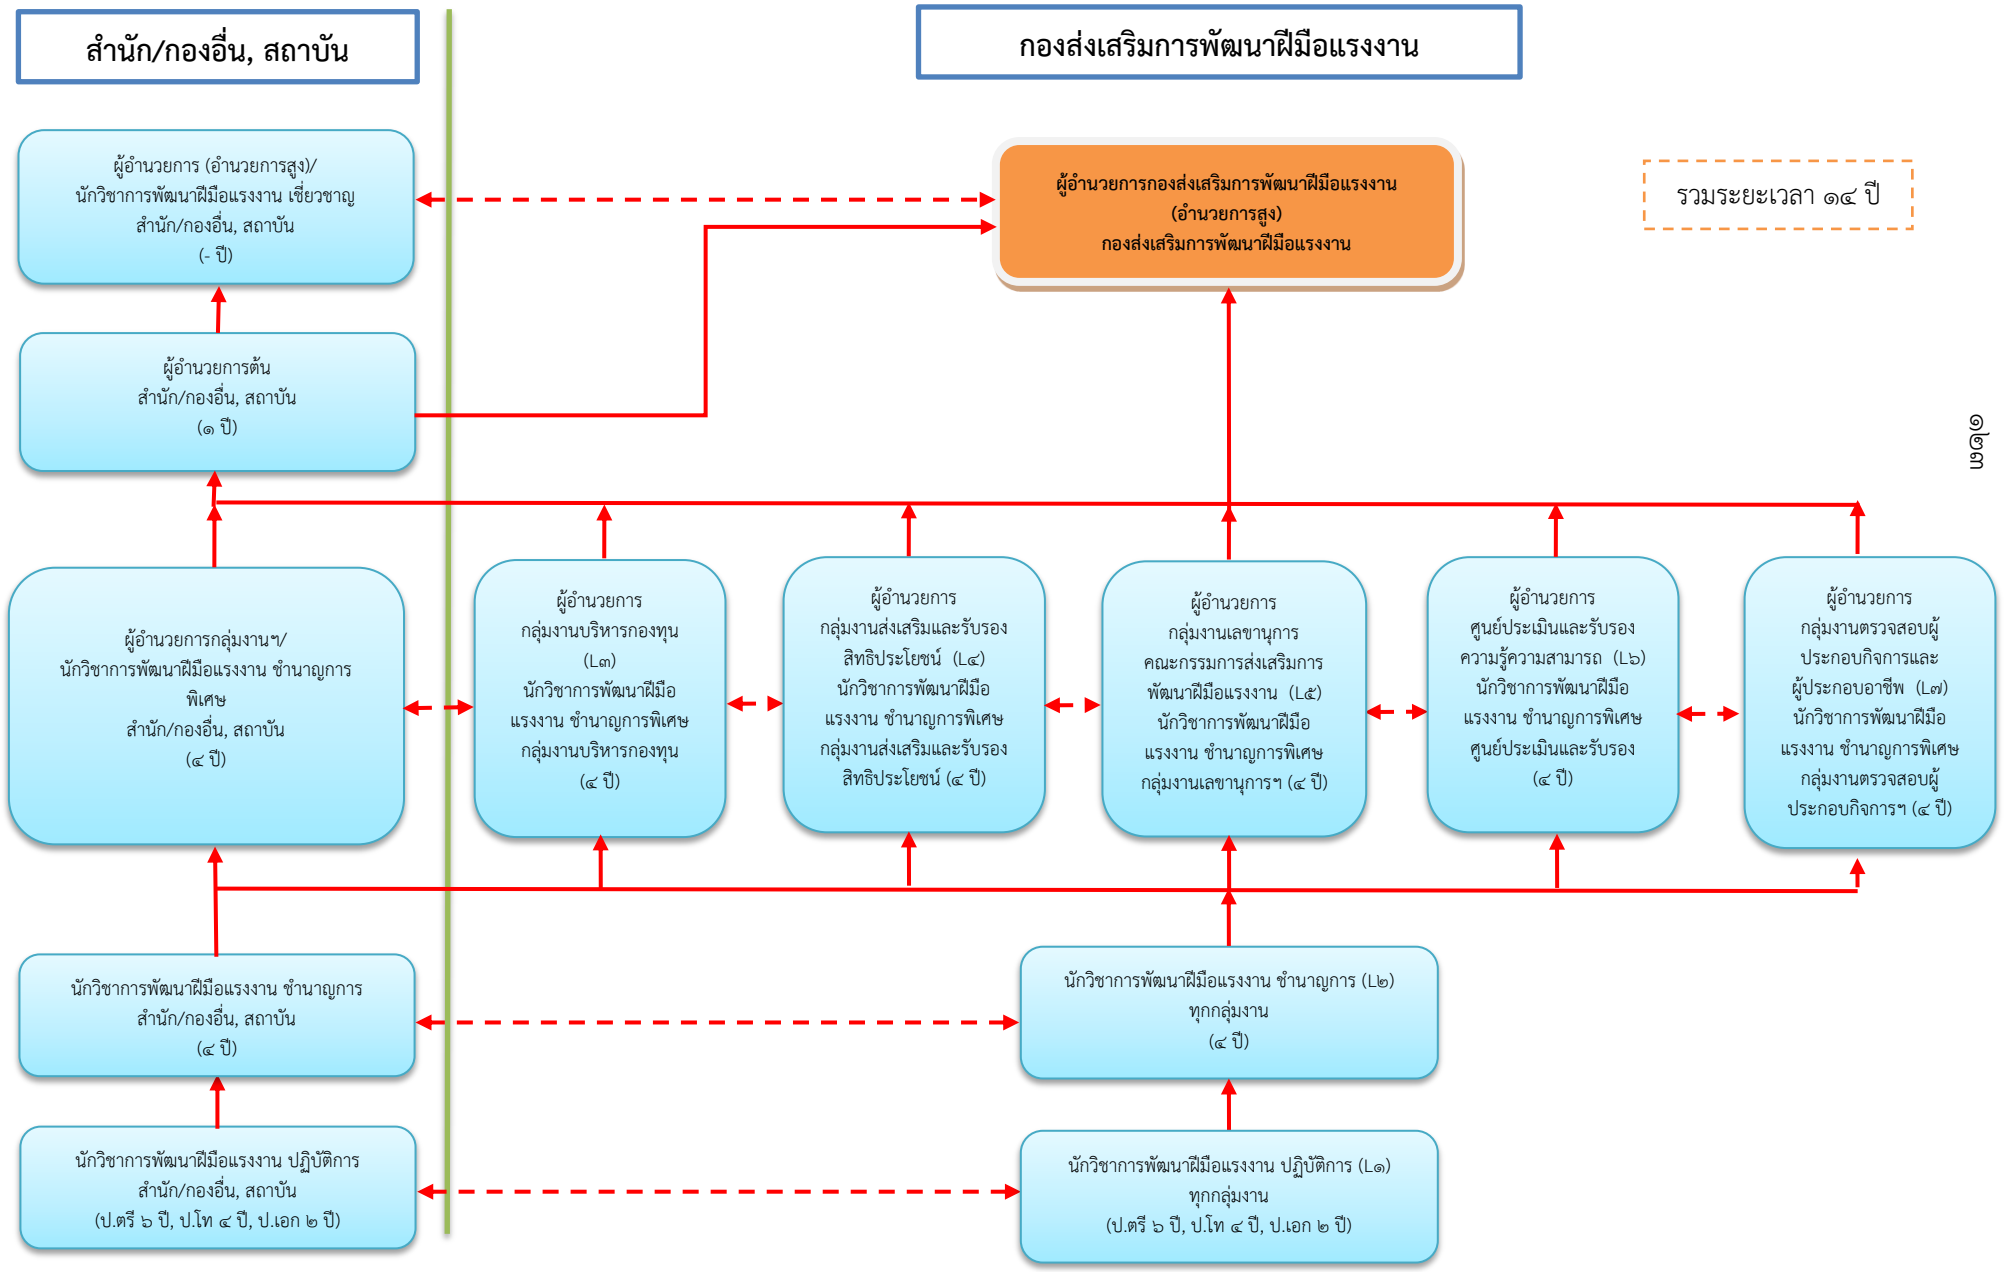 สำนัก/กองอื่น, สถาบัน
กองส่งเสริมการพัฒนาฝีมือแรงงาน
ผู้อำนวยการ (อำนวยการสูง)/
นักวิชาการพัฒนาฝีมือแรงงาน เชี่ยวชาญ
สำนัก/กองอื่น, สถาบัน
(- ปี)
ผู้อำนวยการกองส่งเสริมการพัฒนาฝีมือแรงงาน
(อำนวยการสูง)
กองส่งเสริมการพัฒนาฝีมือแรงงาน
รวมระยะเวลา ๑๔ ปี
ผู้อำนวยการต้น
สำนัก/กองอื่น, สถาบัน
(๑ ปี)
๑๒๓
ผู้อำนวยการกลุ่มงานฯ/
นักวิชาการพัฒนาฝีมือแรงงาน ชำนาญการ
พิเศษ
สำนัก/กองอื่น, สถาบัน
(๔ ปี)
ผู้อำนวยการ
กลุ่มงานบริหารกองทุน
(L๓)
นักวิชาการพัฒนาฝีมือ
แรงงาน ชำนาญการพิเศษ
กลุ่มงานบริหารกองทุน
(๔ ปี)
ผู้อำนวยการ
กลุ่มงานส่งเสริมและรับรอง
สิทธิประโยชน์ (L๔)
นักวิชาการพัฒนาฝีมือ
แรงงาน ชำนาญการพิเศษ
กลุ่มงานส่งเสริมและรับรอง
สิทธิประโยชน์ (๔ ปี)
ผู้อำนวยการ
กลุ่มงานเลขานุการ
คณะกรรมการส่งเสริมการ
พัฒนาฝีมือแรงงาน (L๕)
นักวิชาการพัฒนาฝีมือ
แรงงาน ชำนาญการพิเศษ
กลุ่มงานเลขานุการฯ (๔ ปี)
ผู้อำนวยการ
ศูนย์ประเมินและรับรอง
ความรู้ความสามารถ (L๖)
นักวิชาการพัฒนาฝีมือ
แรงงาน ชำนาญการพิเศษ
ศูนย์ประเมินและรับรอง
(๔ ปี)
ผู้อำนวยการ
กลุ่มงานตรวจสอบผู้
ประกอบกิจการและ
ผู้ประกอบอาชีพ (L๗)
นักวิชาการพัฒนาฝีมือ
แรงงาน ชำนาญการพิเศษ
กลุ่มงานตรวจสอบผู้
ประกอบกิจการฯ (๔ ปี)
นักวิชาการพัฒนาฝีมือแรงงาน ชำนาญการ
สำนัก/กองอื่น, สถาบัน
(๔ ปี)
นักวิชาการพัฒนาฝีมือแรงงาน ชำนาญการ (L๒)
ทุกกลุ่มงาน
(๔ ปี)
นักวิชาการพัฒนาฝีมือแรงงาน ปฏิบัติการ
สำนัก/กองอื่น, สถาบัน
(ป.ตรี ๖ ปี, ป.โท ๔ ปี, ป.เอก ๒ ปี)
นักวิชาการพัฒนาฝีมือแรงงาน ปฏิบัติการ (L๑)
ทุกกลุ่มงาน
(ป.ตรี ๖ ปี, ป.โท ๔ ปี, ป.เอก ๒ ปี)